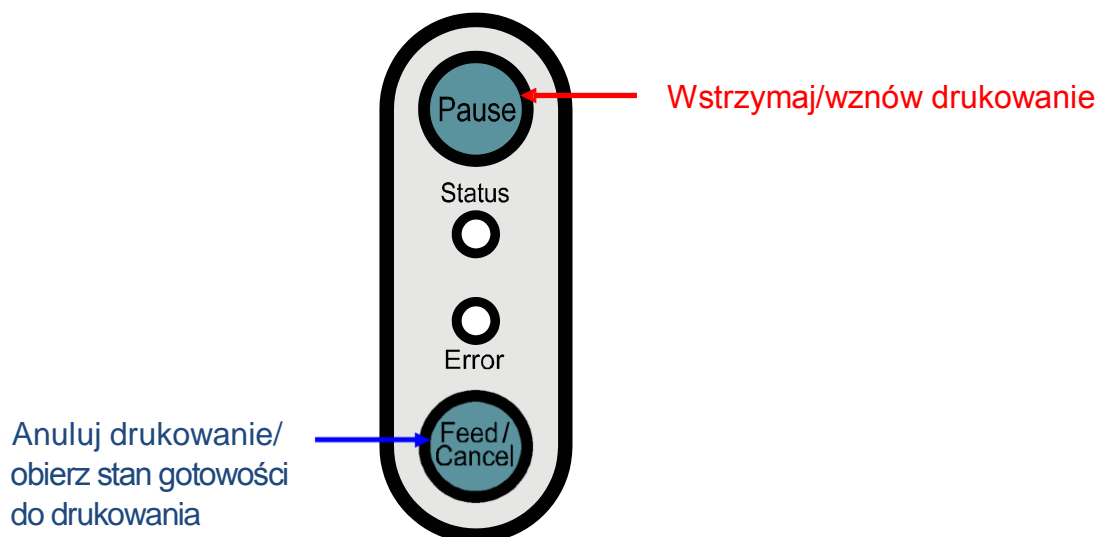 Pause
Wstrzymaj/wznów drukowanie
Status
Error
Anuluj drukowanie/
obierz stan gotowości
do drukowania
Feed /
Cancel